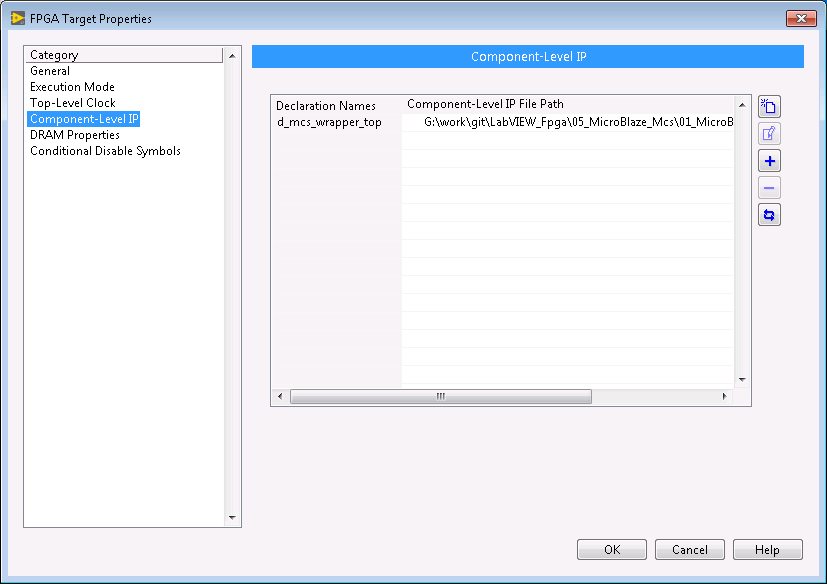 FPGA Target Properties
Category
General
Execution Mode
Top-Level Clock
Component-Level IP
DRAM Properties
Conditional Disable Symbols
Component-Level IP
Declaration Names Component-Level IP File Path
d_mcs_wrapper_top G:\work\git\LabVIEW_Fpga\05_MicroBlaze_Mcs\01_MicroB
OK Cancel Help